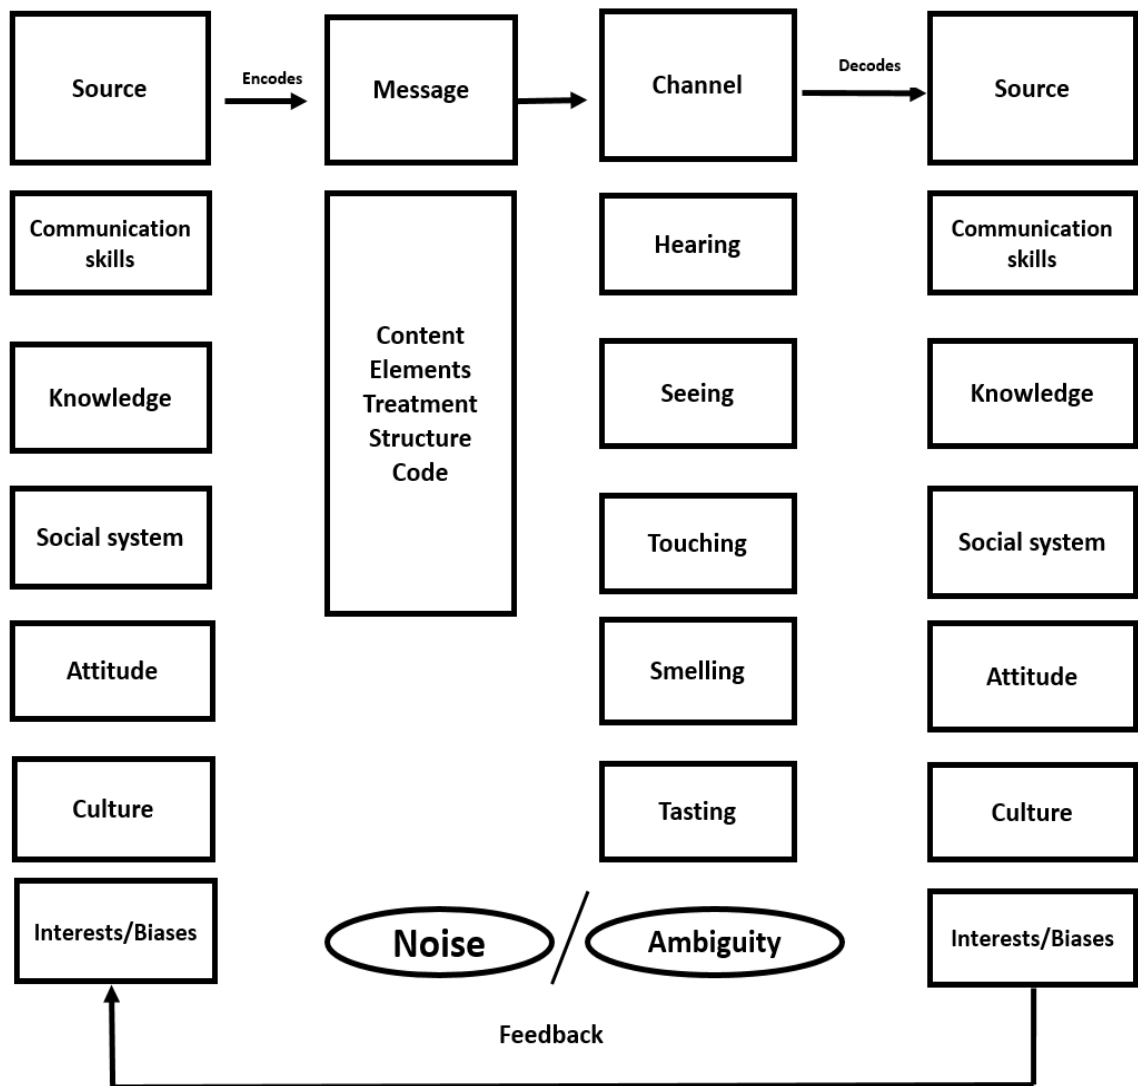 Source
Encodes
Message
Channel
Decodes
Source
Communication
skills
Knowledge
Social system
Attitude
Culture
Interests/Biases
Content
Elements
Treatment
Structure
Code
Hearing
Seeing
Touching
Smelling
Tasting
Communication
skills
Knowledge
Social system
Attitude
Culture
Interests/Biases
Noise
/
Ambiguity
Feedback